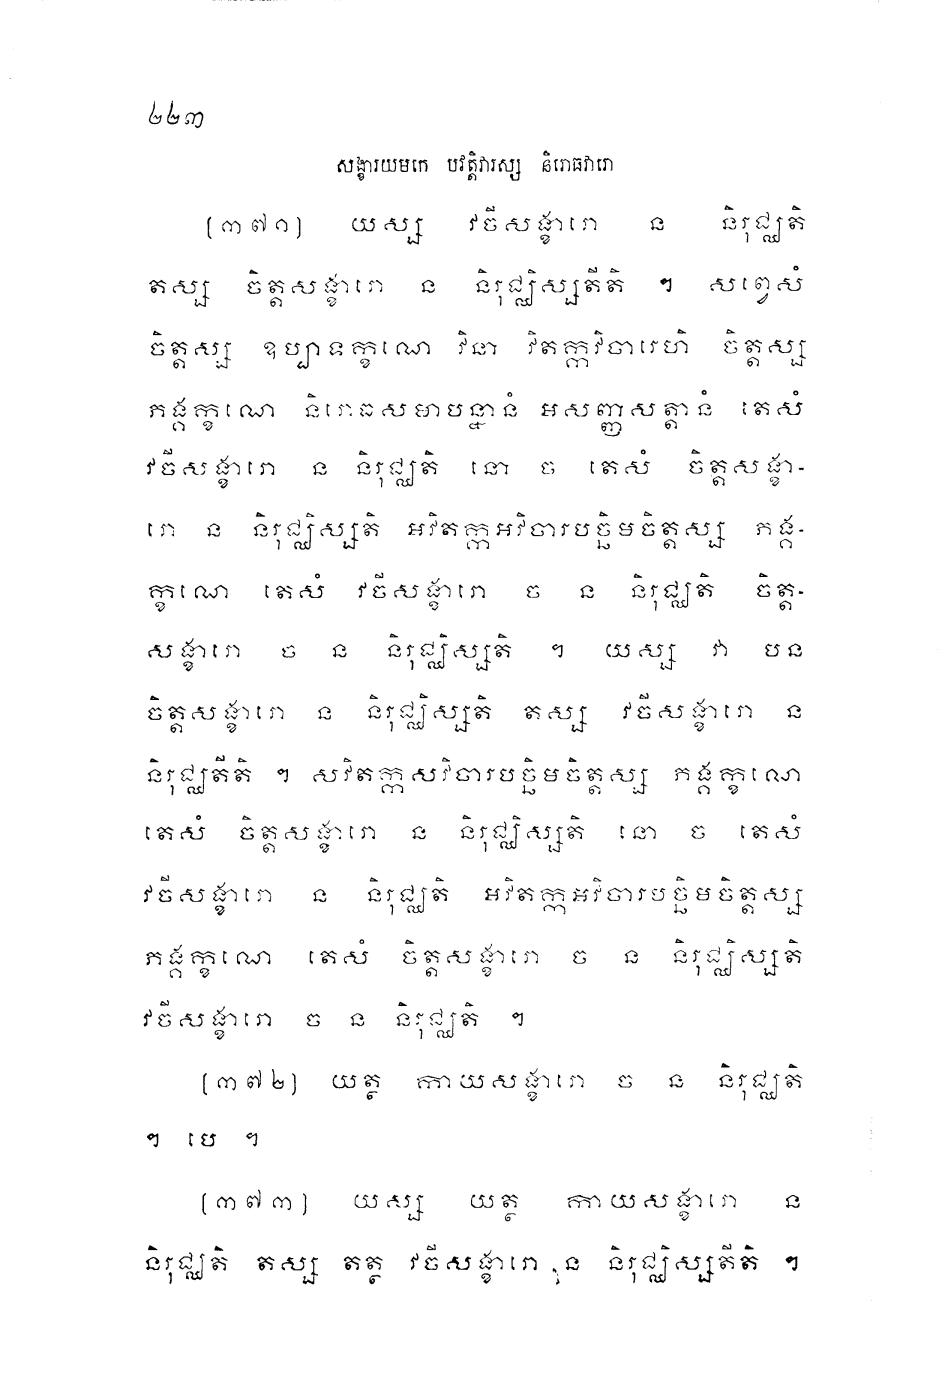 ២២៣
សង្ខារយមកេ បវត្តិវារស្ស និរោធវារោ
(៣៧១) យស្ស វចីសង្ខារោ ន និរុជ្ឈតិ
តស្ស ចិត្តសង្ខារោ ន និរុជ្ឈិស្សតីតិ ។ សព្វេសំ
ចិត្តស្ស ឧប្បាទក្ខណេ វិនា វិតក្កវិចារេហិ ចិត្តស្ស
ភង្គក្ខណេ និរោធសមាបន្នានំ អសញ្ញសត្តានំ តេសំ
វចីសង្ខារោ ន និរុជ្ឈតិ នោ ច តេសំ ចិត្តសង្ខា-
រោ ន និរុជ្ឈិស្សតិ អវិតក្កអវិចារបច្ឆិមចិត្តស្ស ភង្គ-
ក្ខណេ តេសំ វចីសង្ខារោ ច ន និរុជ្ឈតិ ចិត្ត-
សង្ខារោ ច ន និរុជ្ឈិស្សតិ ។ យស្ស វា បន
ចិត្តសង្ខារោ ន និរុជ្ឈិស្សតិ តស្ស វចីសង្ខារោ ន
និរុជ្ឈតីតិ ។ សវិតក្កសវិចារបច្ឆិមចិត្តស្ស ភង្គក្ខណេ
តេសំ ចិត្តសង្ខារោ ន និរុជ្ឈិស្សតិ នោ ច តេសំ
វចីសង្ខារោ ន និរុជ្ឈតិ អវិតក្កអវិចារបច្ឆិមចិត្តស្ស
ភង្គក្ខណេ តេសំ ចិត្តសង្ខារោ ច ន និរុជ្ឈិស្សតិ
វចីសង្ខារោ ច ន និរុជ្ឈតិ ។
(៣៧២) យត្ថ កាយសង្ខារោ ច ន និរុជ្ឈតិ
។ បេ ។
(៣៧៣) យស្ស យត្ថ កាយសង្ខារោ ន
និរុជ្ឈតិ តស្ស តត្ថ វចីសង្ខារោ ន និរុជ្ឈិស្សតីតិ ។